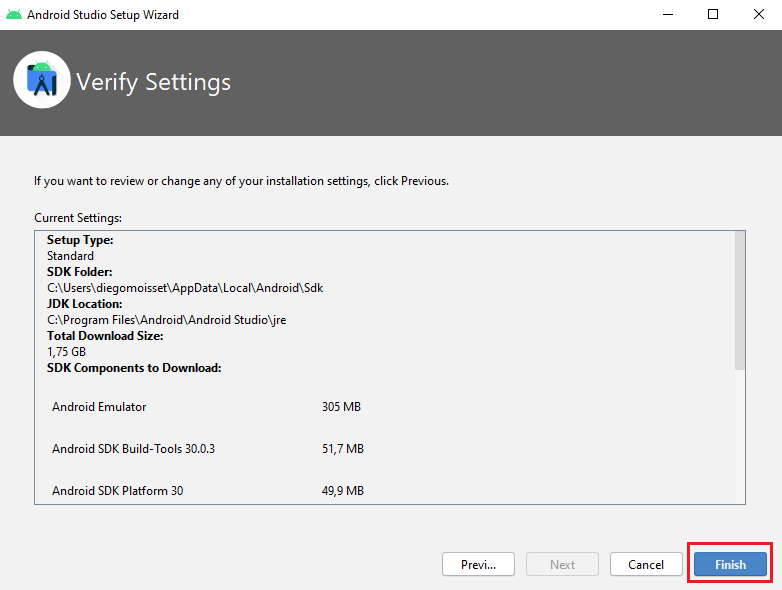 Android Studio Setup Wizard
Verify Settings
If you want to review or change any of your installation settings, click Previous.
Current Settings:
Setup Type:
Standard
SDK Folder:
C:\Users\diegomoisset\AppData\Local\Android\Sdk
JDK Location:
C:\Program Files\Android\Android Studio\jre
Total Download Size:
1,75 GB
SDK Components to Download:
Android Emulator 305 MB
Android SDK Build-Tools 30.0.3 51,7 MB
Android SDK Platform 30 49,9 MB
Previ... Next Cancel Finish